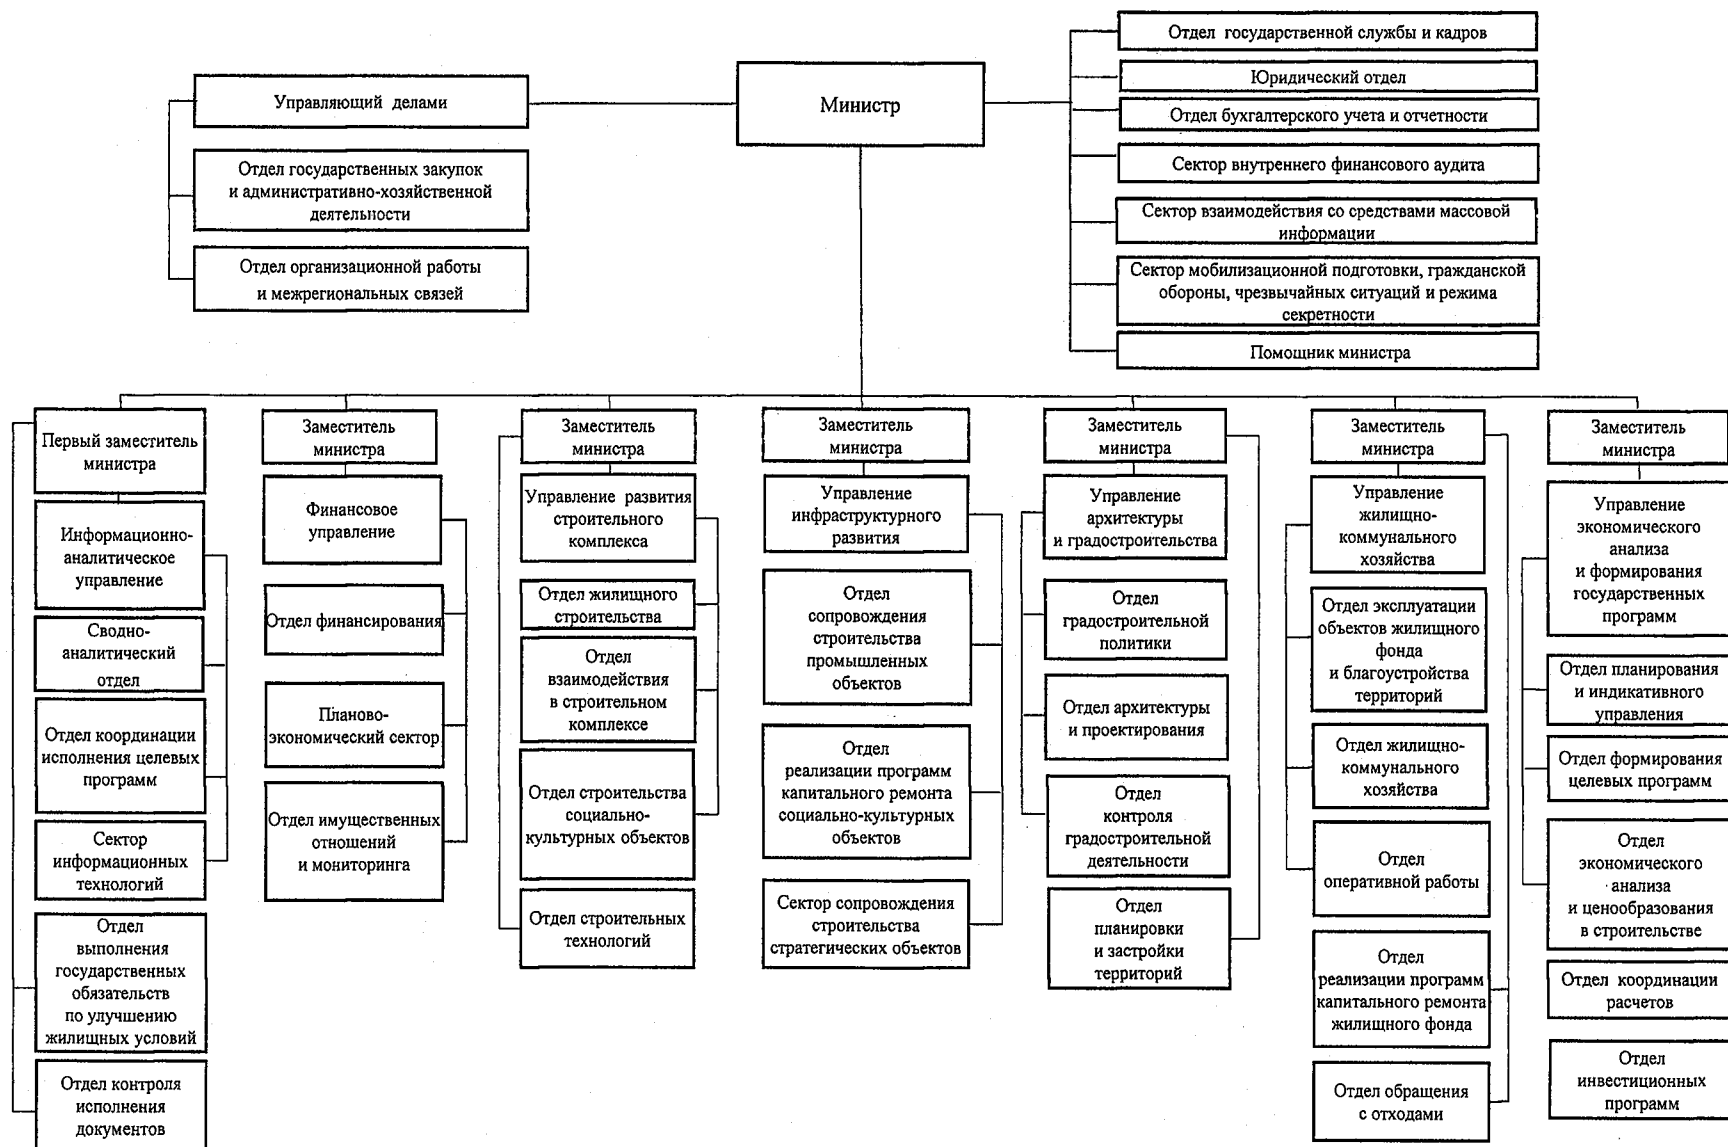 Отдел государственной службы и кадров
Юридический отдел
Управляющий делами
Министр
Отдел бухгалтерского учета и отчетности
Отдел государственных закупок
и административно-хозяйственной
деятельности
Сектор внутреннего финансового аудита
Сектор взаимодействия со средствами массовой
информации
Отдел организационной работы
и межрегиональных связей
Сектор мобилизационной подготовки, гражданской
обороны, чрезвычайных ситуаций и режима
секретности
Помощник министра
Первый заместитель
министра
Информационно-
аналитическое
управление
Сводно-
аналитический
отдел
Отдел координации
исполнения целевых
программ
Сектор
информационных
технологий
Отдел
выполнения
государственных
обязательств
по улучшению
жилищных условий
Отдел контроля
исполнения
документов
Заместитель
министра
Финансовое
управление
Отдел финансирования
Планово-
экономический сектор
Отдел имущественных
отношений
и мониторинга
Заместитель
министра
Управление развития
строительного
комплекса
Отдел жилищного
строительства
Отдел
взаимодействия
в строительном
комплексе
Отдел строительства
социально-
культурных объектов
Отдел строительных
технологий
Заместитель
министра
Управление
инфраструктурного
развития
Отдел
сопровождения
строительства
промышленных
объектов
Отдел
реализации программ
капитального ремонта
социально-культурных
объектов
Сектор сопровождения
строительства
стратегических объектов
Заместитель
министра
Управление
архитектуры
и градостроительства
Отдел
градостроительной
политики
Отдел архитектуры
и проектирования
Отдел
контроля
градостроительной
деятельности
Отдел
планировки
и застройки
территорий
Заместитель
министра
Управление
жилищно-
коммунального
хозяйства
Отдел эксплуатации
объектов жилищного
фонда
и благоустройства
территорий
Отдел жилищно-
коммунального
хозяйства
Отдел
оперативной работы
Отдел
реализации программ
капитального ремонта
жилищного фонда
Отдел обращения
с отходами
Заместитель
министра
Управление
экономического
анализа
и формирования
государственных
программ
Отдел планирования
и индикативного
управления
Отдел формирования
целевых программ
Отдел
экономического
анализа
и ценообразования
в строительстве
Отдел координации
расчетов
Отдел
инвестиционных
программ